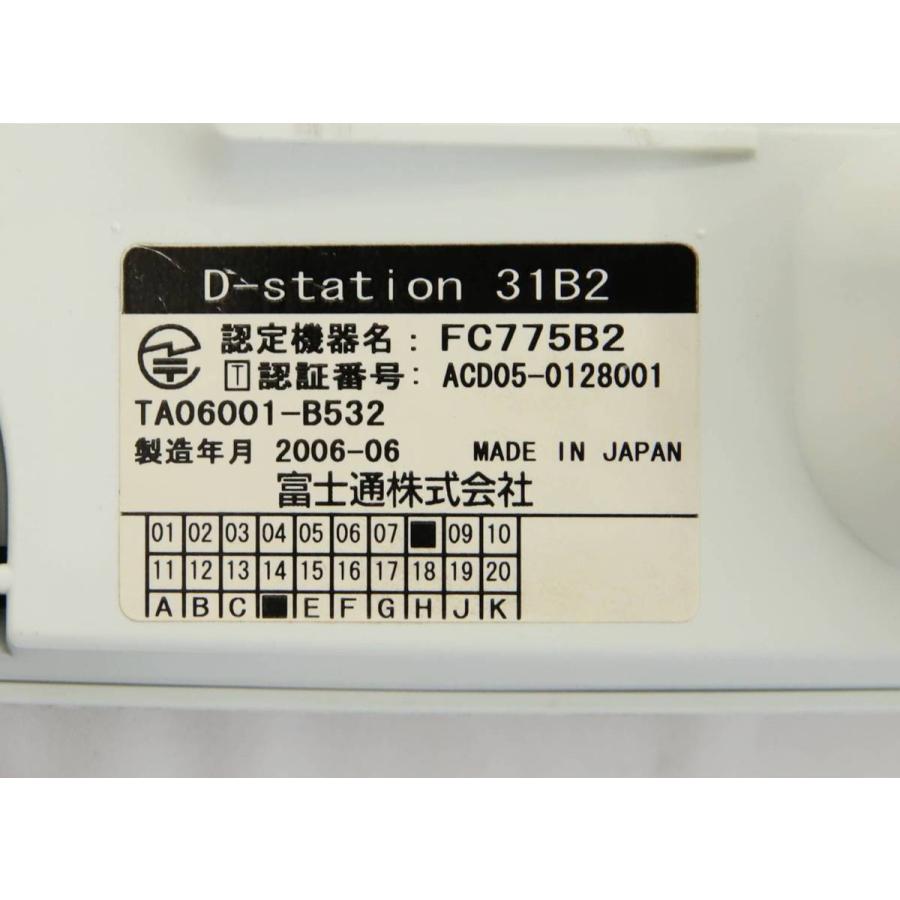 D-station 31B2
認定機器名: FC775B2
T 認証番号: ACD05-0128001
TA06001-B532
製造年月 2006-06 MADE IN JAPAN
富士通株式会社
01 02 03 04 05 06 07 ■ 09 10
11 12 13 14 15 16 17 18 19 20
A B C ■ E F G H J K